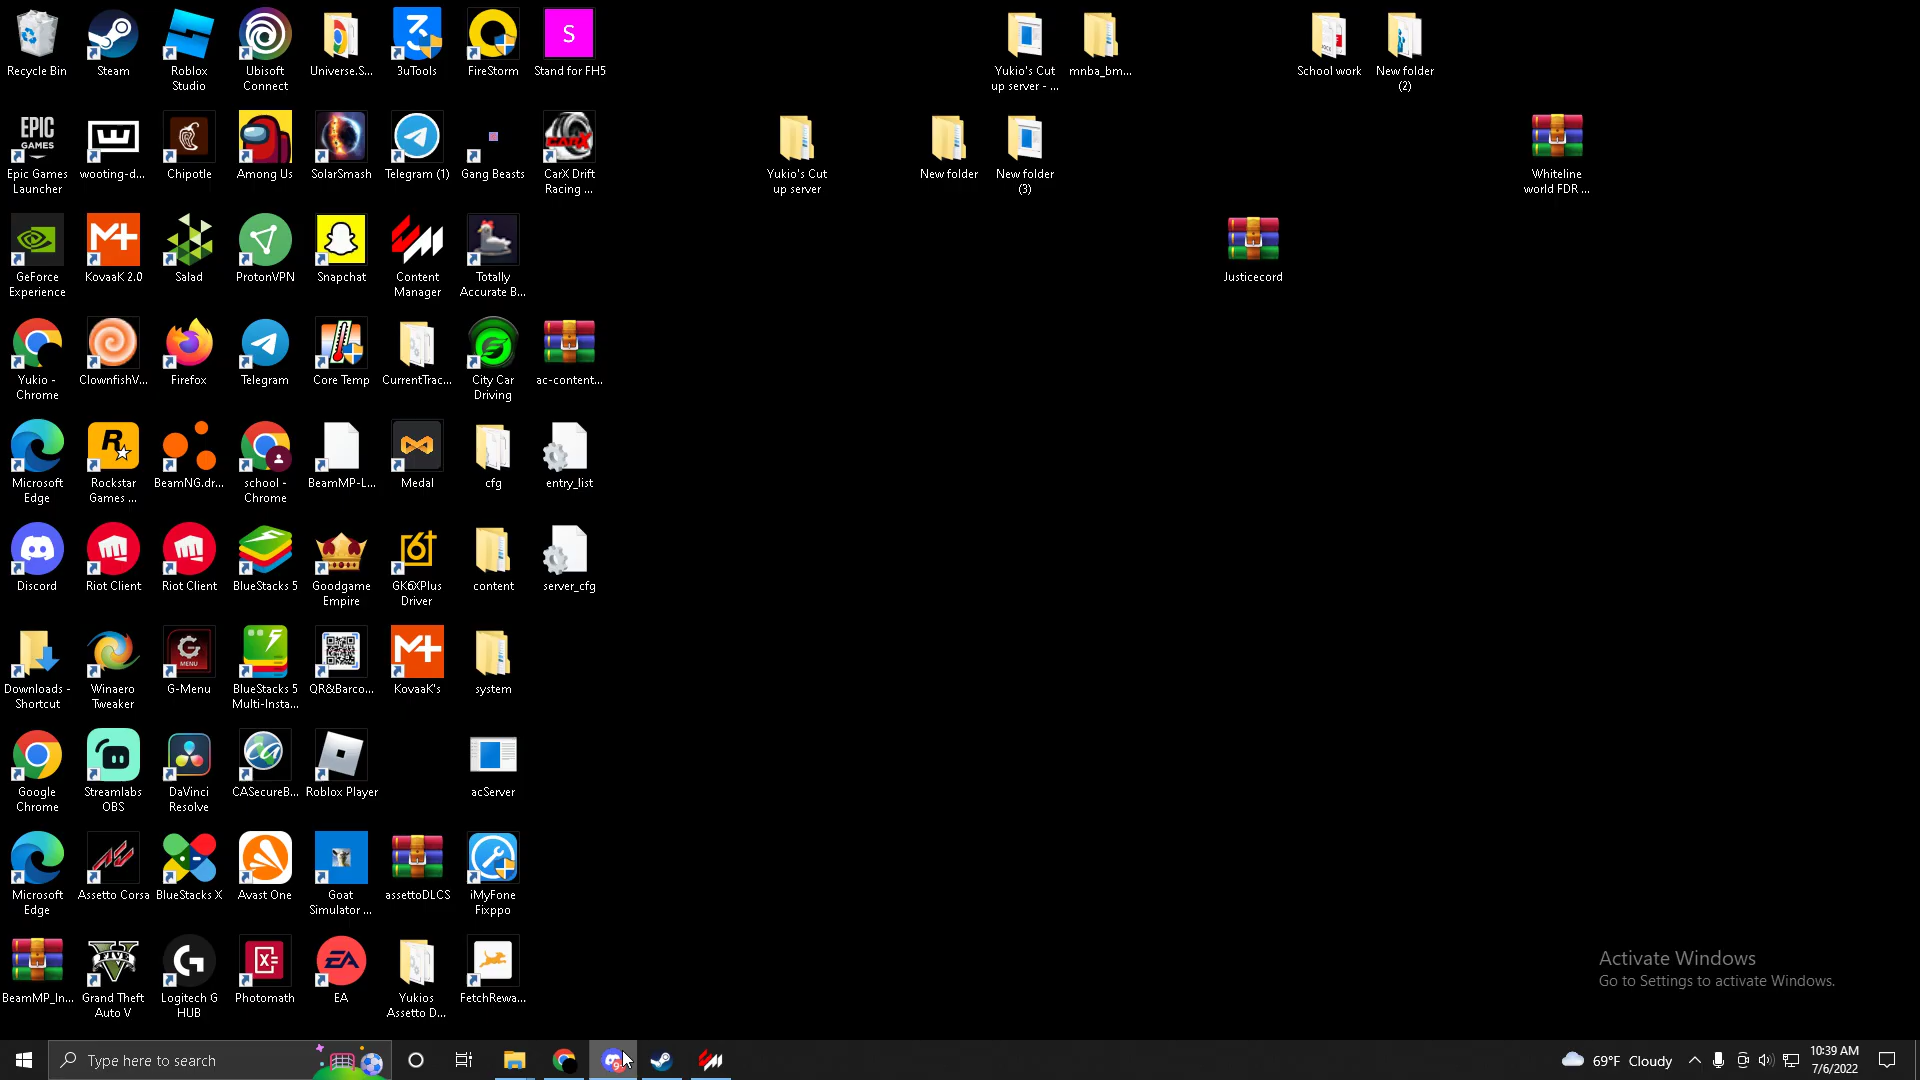 Recycle Bin
Steam
Roblox
Studio
Ubisoft
Connect
Universe.S...
3uTools
FireStorm
S
Stand for FH5
Yukio's Cut
up server - ...
mnba_bm...
School work
New folder
(2)
EPIC
GAMES
Epic Games
Launcher
wooting-d...
Chipotle
Among Us
SolarSmash
Telegram (1)
Gang Beasts
CarX Drift
Racing ...
Yukio's Cut
up server
New folder
New folder
(3)
Whiteline
world FDR ...
GeForce
Experience
KovaaK 2.0
Salad
ProtonVPN
Snapchat
Content
Manager
Totally
Accurate B...
Justicecord
Yukio -
Chrome
ClownfishV...
Firefox
Telegram
Core Temp
CurrentTrac...
City Car
Driving
ac-content...
Microsoft
Edge
Rockstar
Games ...
BeamNG.dr...
school -
Chrome
BeamMP-L...
Medal
cfg
entry_list
Discord
Riot Client
Riot Client
BlueStacks 5
Goodgame
Empire
GK6XPlus
Driver
content
server_cfg
Downloads -
Shortcut
Winaero
Tweaker
G
MENU
G-Menu
BlueStacks 5
Multi-Insta...
QR&Barco...
KovaaK's
system
Google
Chrome
Streamlabs
OBS
DaVinci
Resolve
CASecureB...
Roblox Player
acServer
Microsoft
Edge
Assetto Corsa
BlueStacks X
Avast One
Goat
Simulator ...
assettoDLCS
iMyFone
Fixppo
BeamMP_In...
Grand Theft
Auto V
Logitech G
HUB
Photomath
EA
EA
Yukios
Assetto D...
FetchRewa...
Activate Windows
Go to Settings to activate Windows.
Type here to search
69°F Cloudy
10:39 AM
7/6/2022